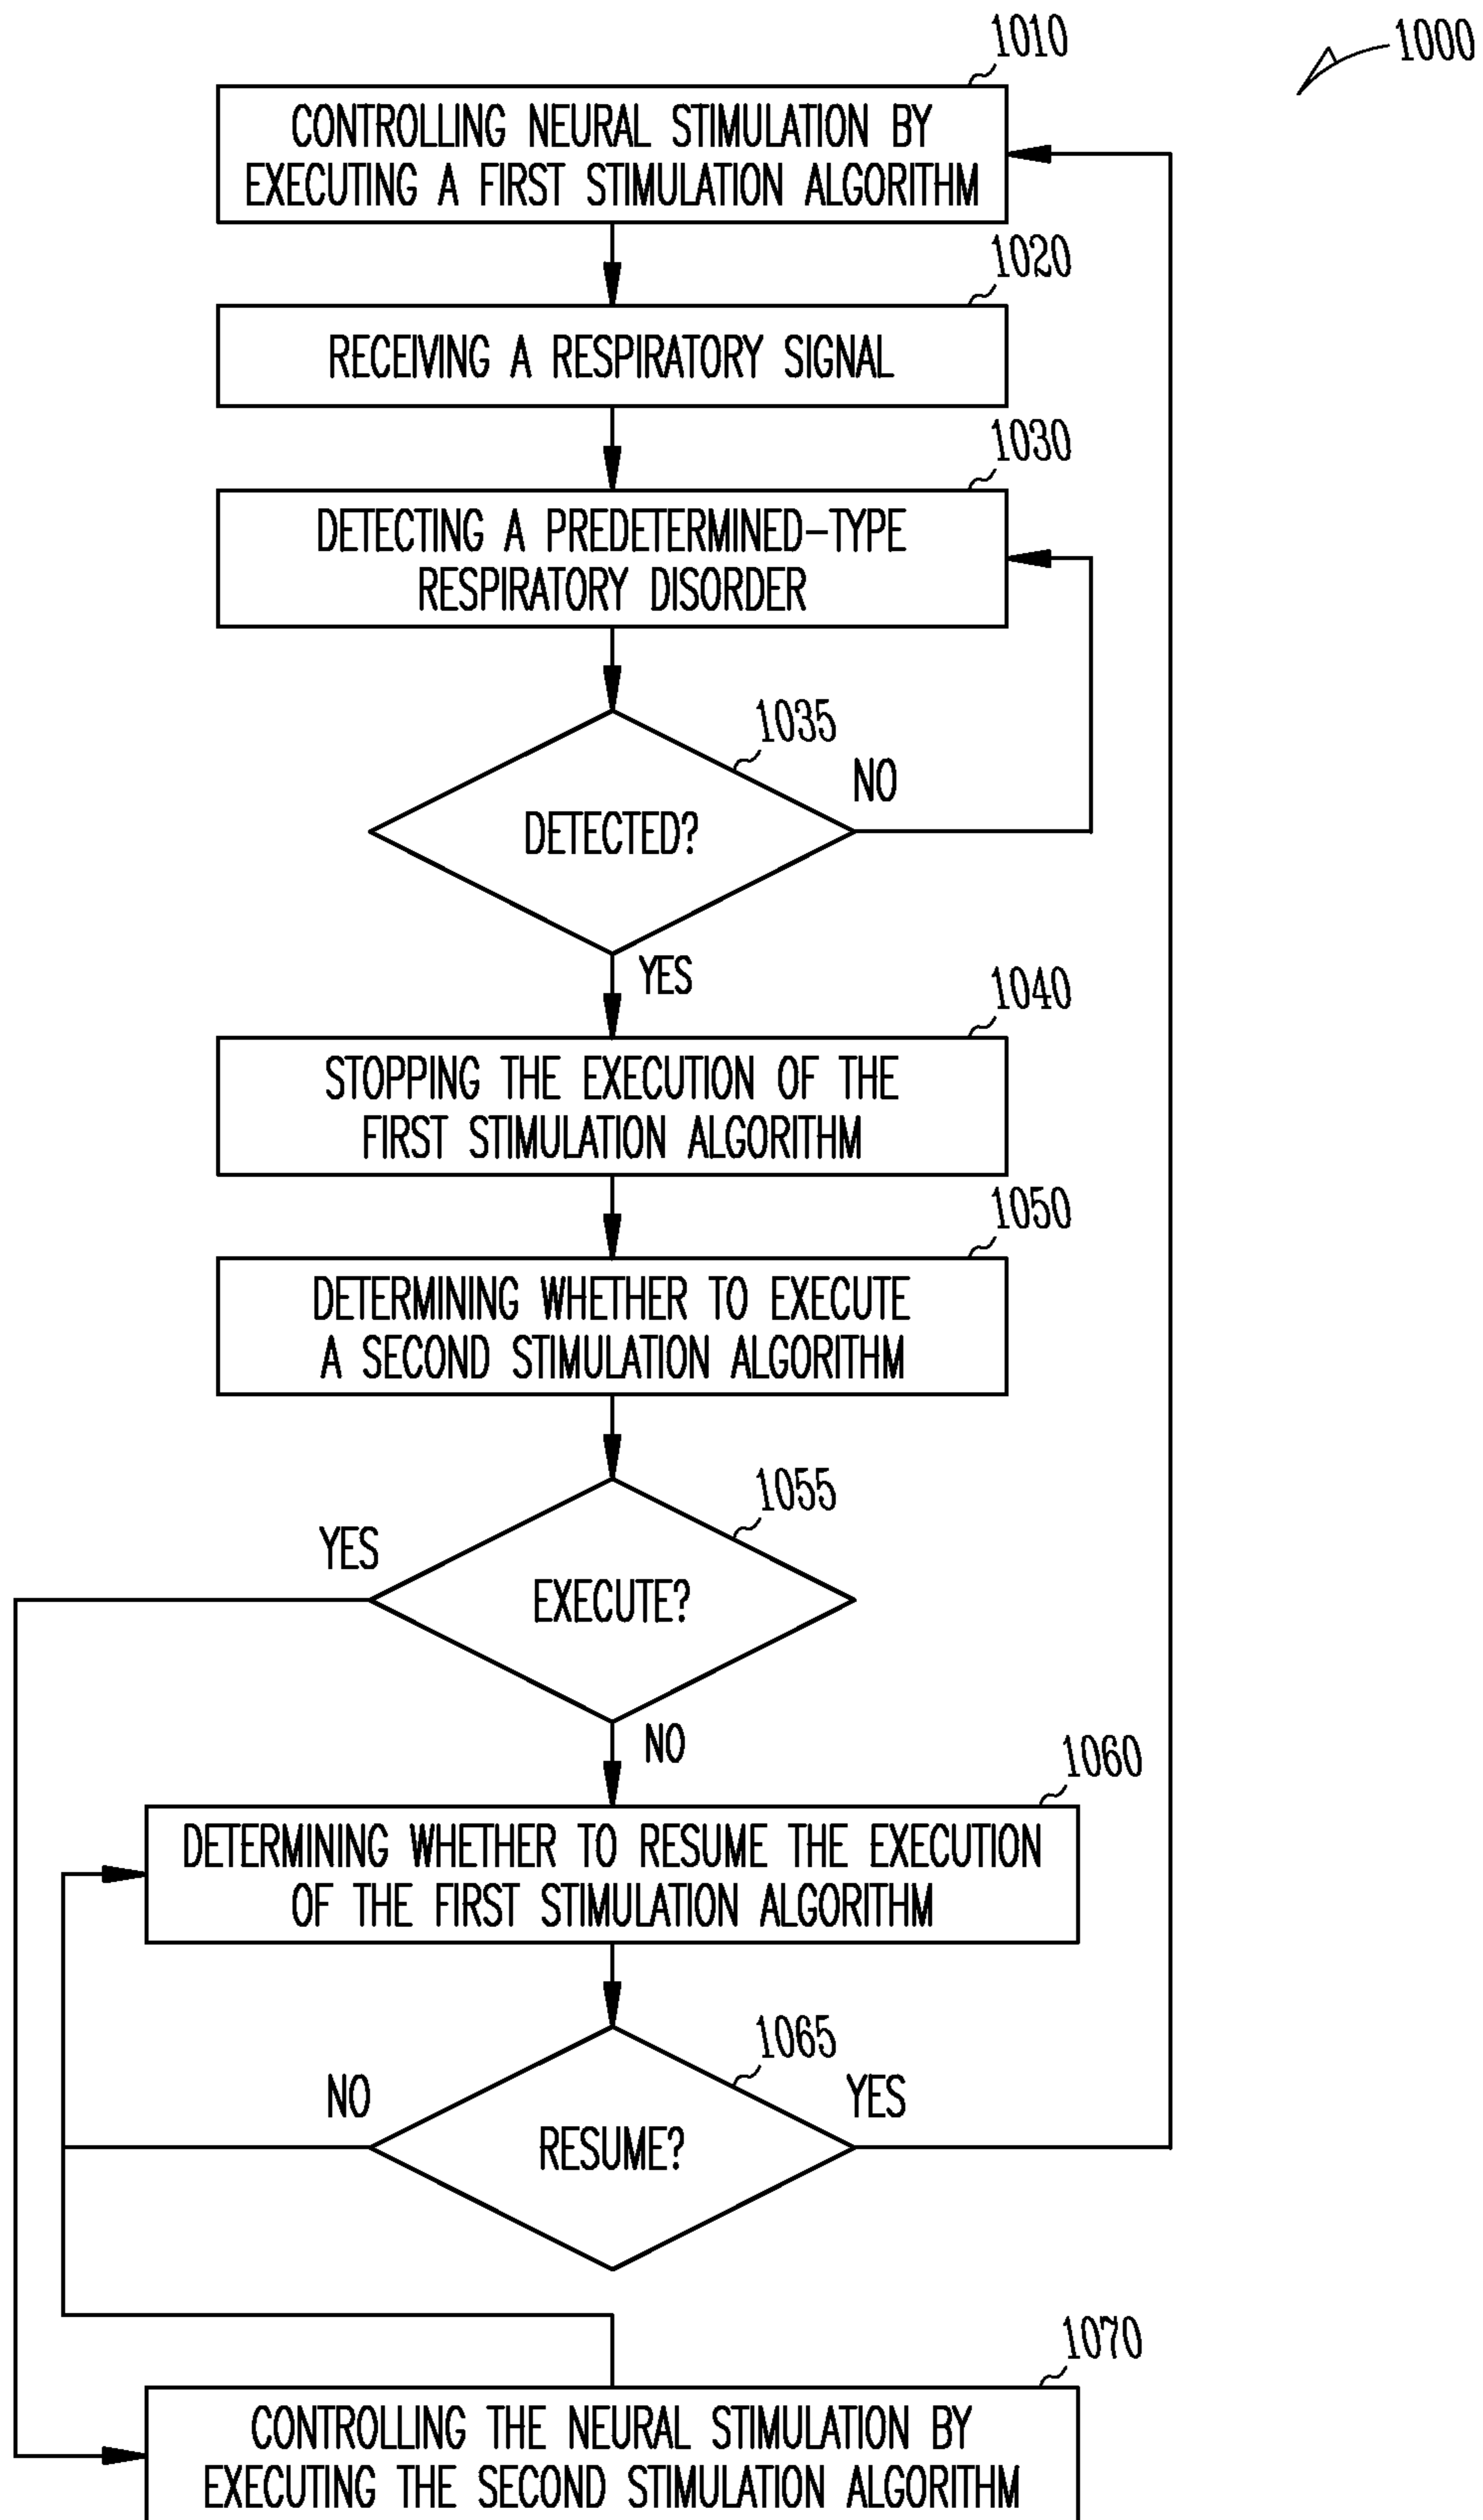 1000
1010
CONTROLLING NEURAL STIMULATION BY
EXECUTING A FIRST STIMULATION ALGORITHM
1020
RECEIVING A RESPIRATORY SIGNAL
1030
DETECTING A PREDETERMINED-TYPE
RESPIRATORY DISORDER
1035
DETECTED?
NO
YES
1040
STOPPING THE EXECUTION OF THE
FIRST STIMULATION ALGORITHM
1050
DETERMINING WHETHER TO EXECUTE
A SECOND STIMULATION ALGORITHM
1055
YES
EXECUTE?
NO
1060
DETERMINING WHETHER TO RESUME THE EXECUTION
OF THE FIRST STIMULATION ALGORITHM
1065
NO
YES
RESUME?
1070
CONTROLLING THE NEURAL STIMULATION BY
EXECUTING THE SECOND STIMULATION ALGORITHM